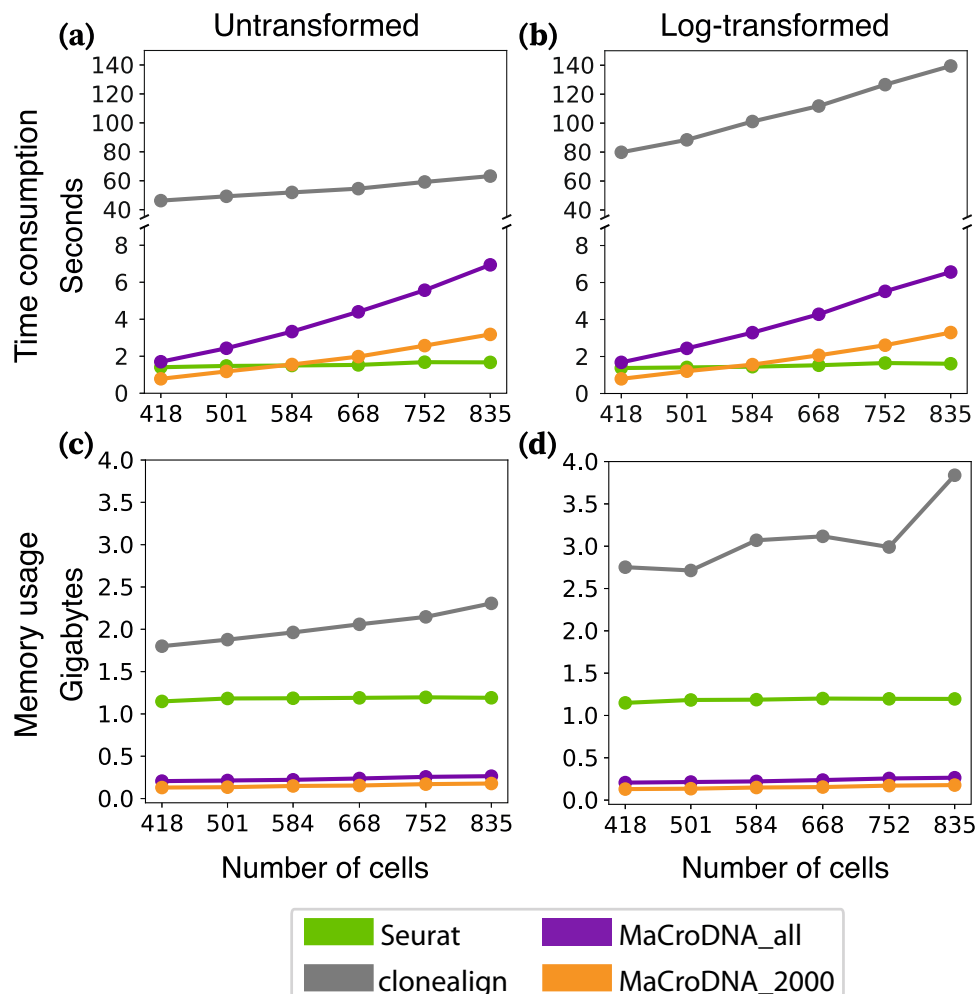 Untransformed
Log-transformed
(a)
(b)
Time consumption
Seconds
140
120
100
80
60
40
8
6
4
2
0
418 501 584 668 752 835
140
120
100
80
60
40
8
6
4
2
0
418 501 584 668 752 835
(c)
(d)
Memory usage
Gigabytes
4.0
3.5
3.0
2.5
2.0
1.5
1.0
0.5
0.0
418 501 584 668 752 835
4.0
3.5
3.0
2.5
2.0
1.5
1.0
0.5
0.0
418 501 584 668 752 835
Number of cells
Number of cells
Seurat
MaCroDNA_all
clonealign
MaCroDNA_2000